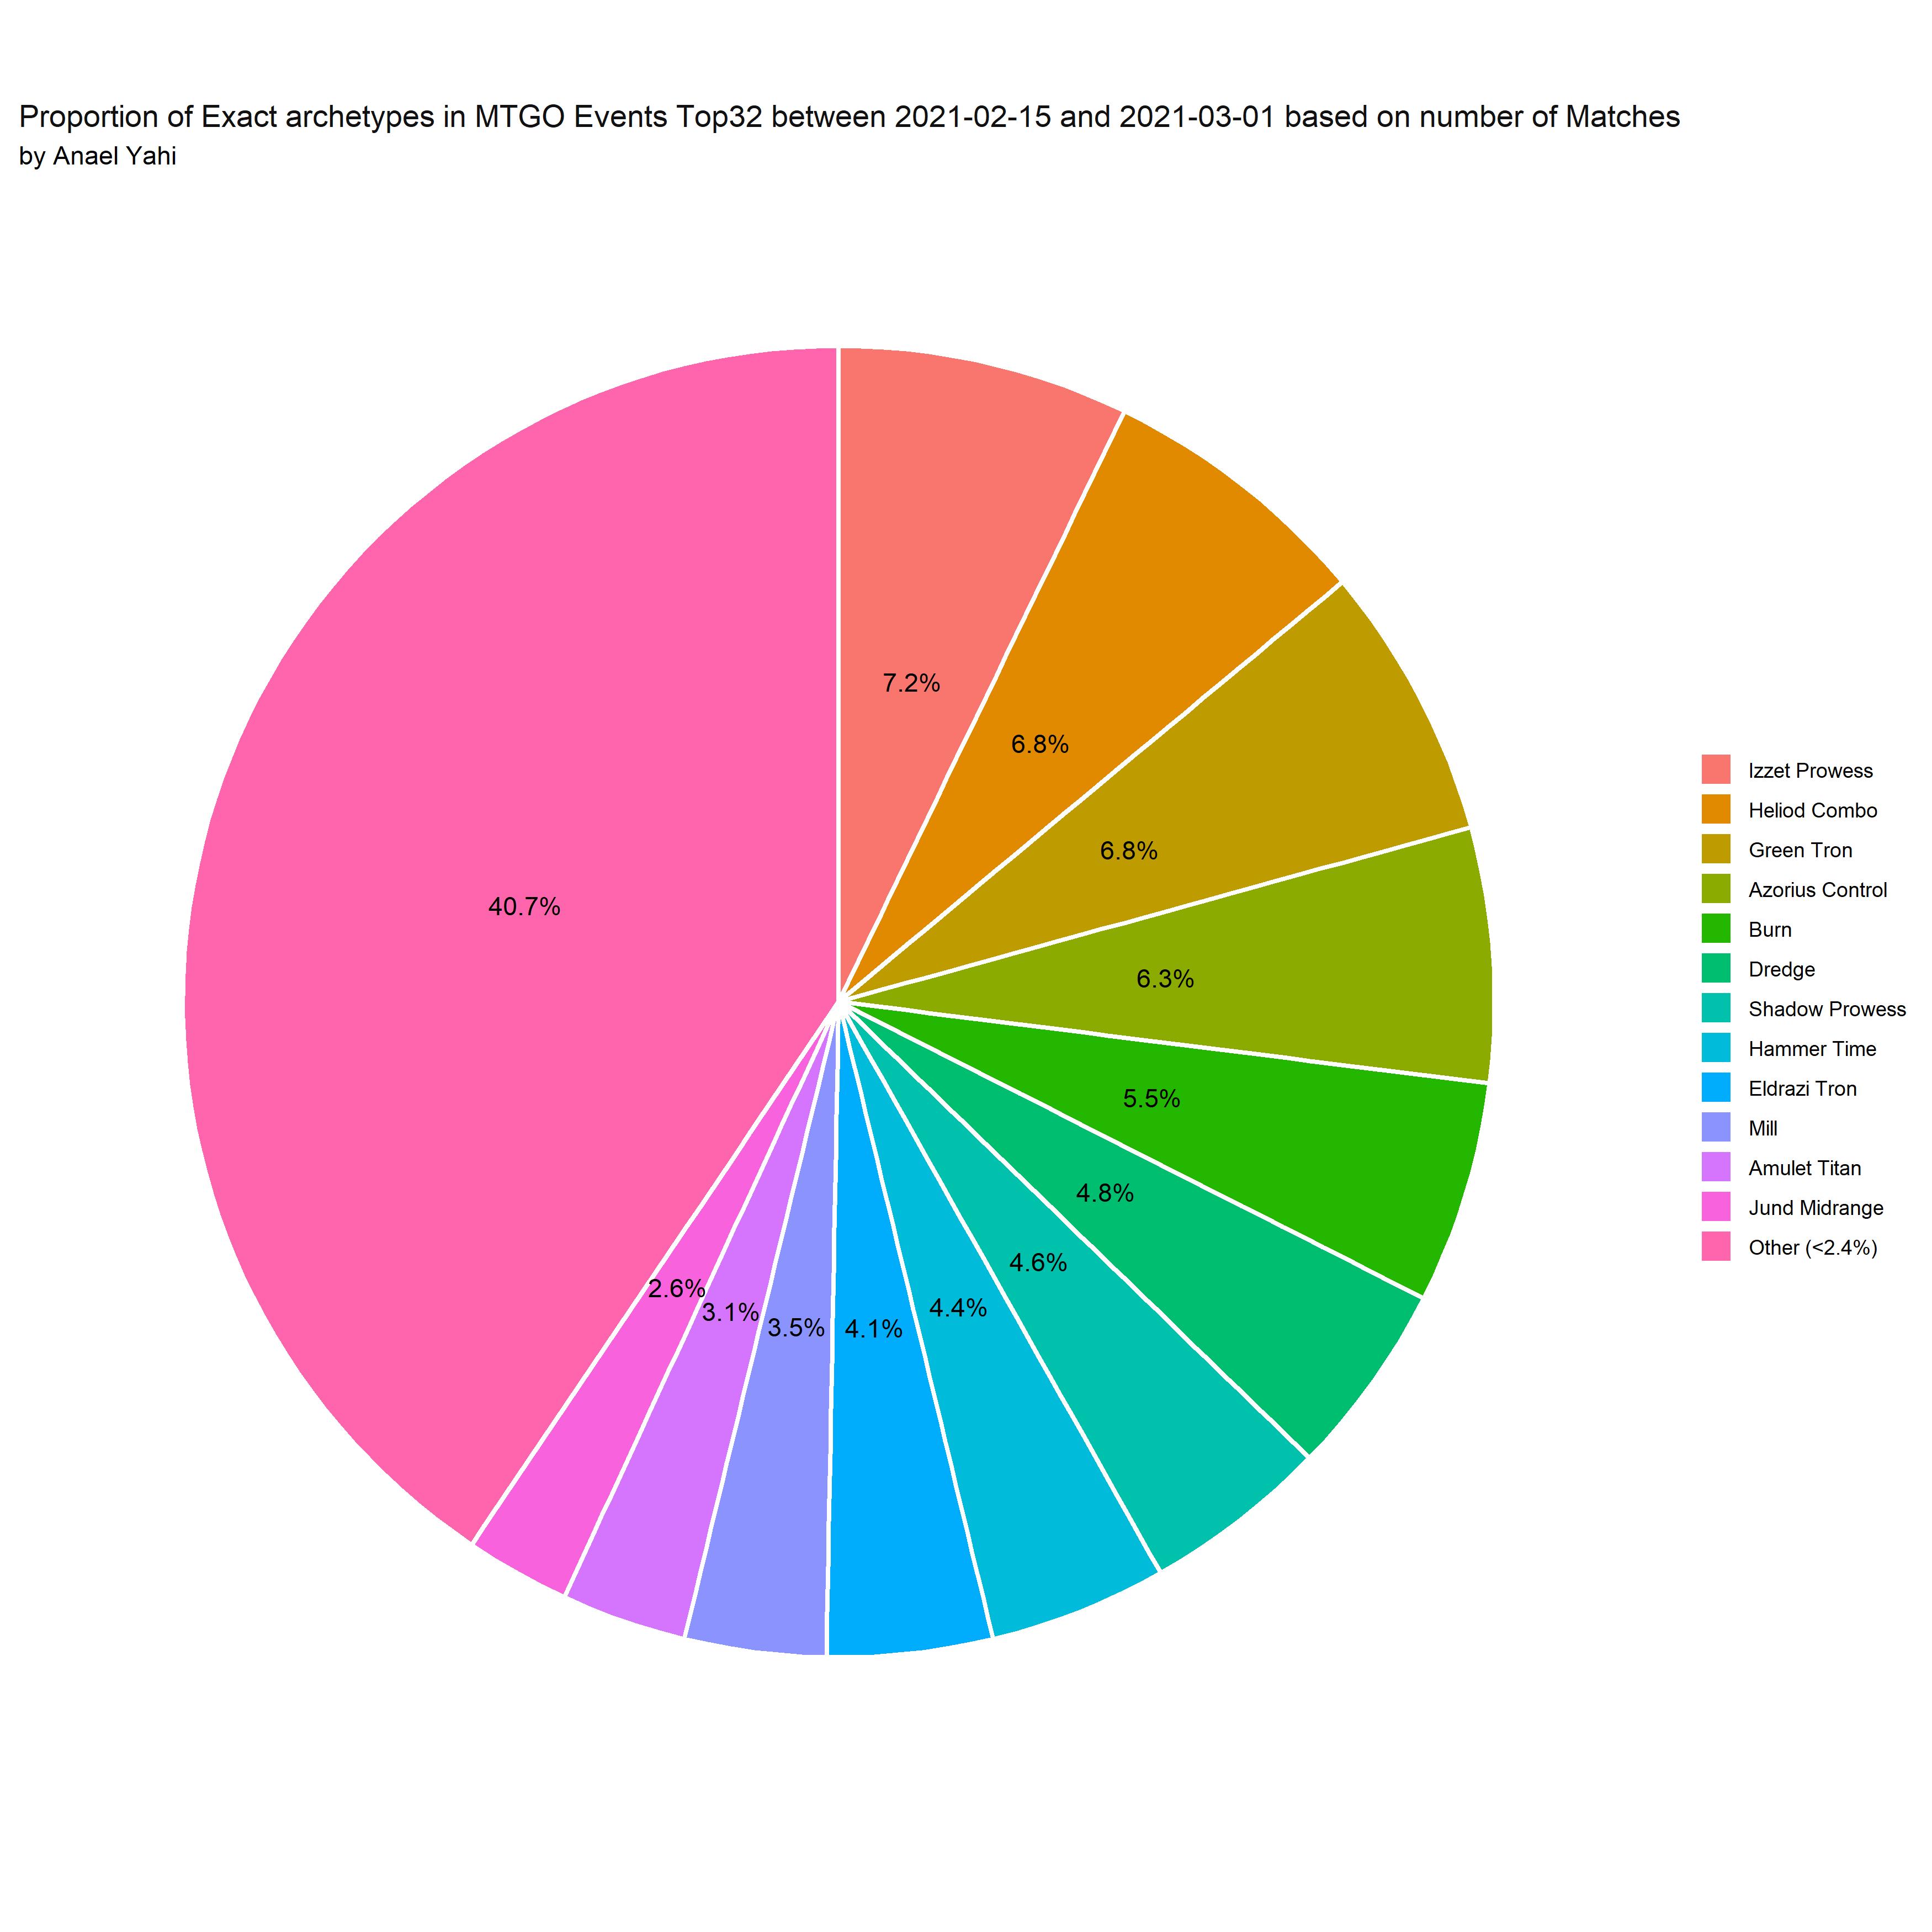 Proportion of Exact archetypes in MTGO Events Top32 between 2021-02-15 and 2021-03-01 based on number of Matches
by Anael Yahi
7.2%
6.8%
6.8%
40.7%
6.3%
5.5%
4.8%
4.6%
4.4%
4.1%
3.5%
3.1%
2.6%
Izzet Prowess
Heliod Combo
Green Tron
Azorius Control
Burn
Dredge
Shadow Prowess
Hammer Time
Eldrazi Tron
Mill
Amulet Titan
Jund Midrange
Other (<2.4%)